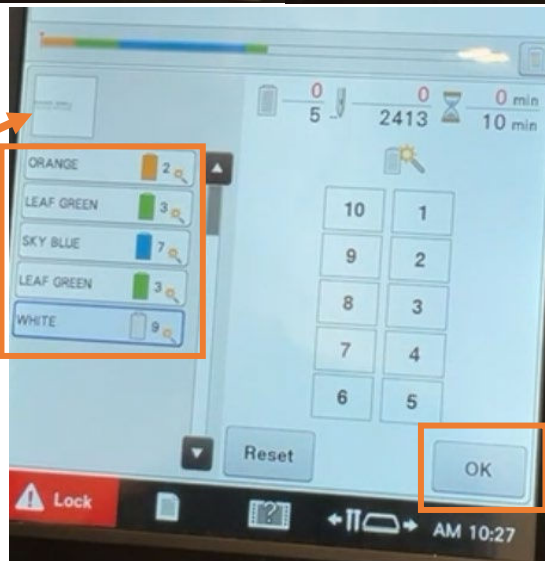 0 0 0 min
5 2413 10 min
ORANGE 2
LEAF GREEN 3
SKY BLUE 7
LEAF GREEN 3
WHITE 9
10 1
9 2
8 3
7 4
6 5
Reset OK
Lock ? AM 10:27